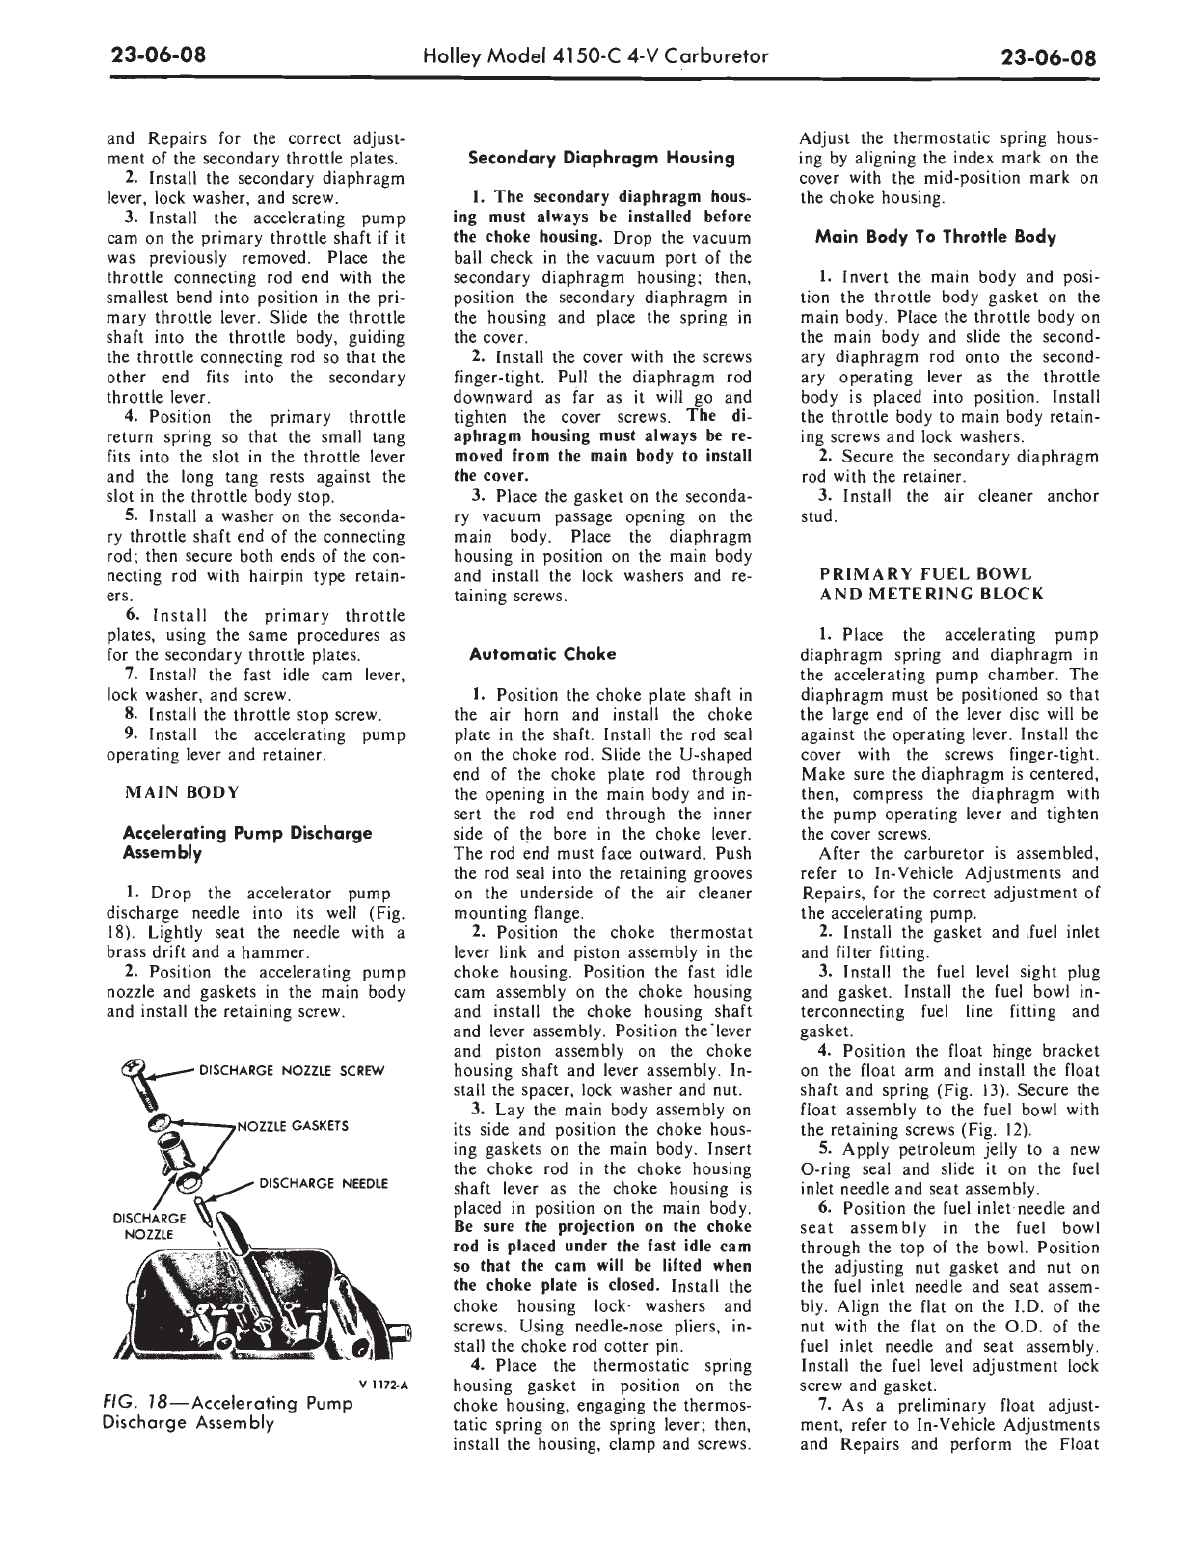 23-06-08
Holley Model 4150-C 4-V Carburetor
23-06-08
and Repairs for the correct adjust-
ment of the secondary throttle plates.
2. Install the secondary diaphragm
lever, lock washer, and screw.
3. Install the accelerating pump
cam on the primary throttle shaft if it
was previously removed. Place the
throttle connecting rod end with the
smallest bend into position in the pri-
mary throttle lever. Slide the throttle
shaft into the throttle body, guiding
the throttle connecting rod so that the
other end fits into the secondary
throttle lever.
4. Position the primary throttle
return spring so that the small tang
fits into the slot in the throttle lever
and the long tang rests against the
slot in the throttle body stop.
5. Install a washer on the seconda-
ry throttle shaft end of the connecting
rod; then secure both ends of the con-
necting rod with hairpin type retain-
ers.
6. Install the primary throttle
plates, using the same procedures as
for the secondary throttle plates.
7. Install the fast idle cam lever,
lock washer, and screw.
8. Install the throttle stop screw.
9. Install the accelerating pump
operating lever and retainer.
MAIN BODY
Accelerating Pump Discharge
Assembly
1. Drop the accelerator pump
discharge needle into its well (Fig.
18). Lightly seat the needle with a
brass drift and a hammer.
2. Position the accelerating pump
nozzle and gaskets in the main body
and install the retaining screw.
DISCHARGE NOZZLE SCREW
NOZZLE GASKETS
DISCHARGE NEEDLE
DISCHARGE
NOZZLE
V 1172-A
FIG. 18—Accelerating Pump
Discharge Assembly
Secondary Diaphragm Housing
1. The secondary diaphragm hous-
ing must always be installed before
the choke housing. Drop the vacuum
ball check in the vacuum port of the
secondary diaphragm housing; then,
position the secondary diaphragm in
the housing and place the spring in
the cover.
2. Install the cover with the screws
finger-tight. Pull the diaphragm rod
downward as far as it will go and
tighten the cover screws. The di-
aphragm housing must always be re-
moved from the main body to install
the cover.
3. Place the gasket on the seconda-
ry vacuum passage opening on the
main body. Place the diaphragm
housing in position on the main body
and install the lock washers and re-
taining screws.
Automatic Choke
1. Position the choke plate shaft in
the air horn and install the choke
plate in the shaft. Install the rod seal
on the choke rod. Slide the U-shaped
end of the choke plate rod through
the opening in the main body and in-
sert the rod end through the inner
side of the bore in the choke lever.
The rod end must face outward. Push
the rod seal into the retaining grooves
on the underside of the air cleaner
mounting flange.
2. Position the choke thermostat
lever link and piston assembly in the
choke housing. Position the fast idle
cam assembly on the choke housing
and install the choke housing shaft
and lever assembly. Position the lever
and piston assembly on the choke
housing shaft and lever assembly. In-
stall the spacer, lock washer and nut.
3. Lay the main body assembly on
its side and position the choke hous-
ing gaskets on the main body. Insert
the choke rod in the choke housing
shaft lever as the choke housing is
placed in position on the main body.
Be sure the projection on the choke
rod is placed under the fast idle cam
so that the cam will be lifted when
the choke plate is closed. Install the
choke housing lock- washers and
screws. Using needle-nose pliers, in-
stall the choke rod cotter pin.
4. Place the thermostatic spring
housing gasket in position on the
choke housing, engaging the thermos-
tatic spring on the spring lever; then,
install the housing, clamp and screws.
Adjust the thermostatic spring hous-
ing by aligning the index mark on the
cover with the mid-position mark on
the choke housing.
Main Body To Throttle Body
1. Invert the main body and posi-
tion the throttle body gasket on the
main body. Place the throttle body on
the main body and slide the second-
ary diaphragm rod onto the second-
ary operating lever as the throttle
body is placed into position. Install
the throttle body to main body retain-
ing screws and lock washers.
2. Secure the secondary diaphragm
rod with the retainer.
3. Install the air cleaner anchor
stud.
PRIMARY FUEL BOWL
AND METERING BLOCK
1. Place the accelerating pump
diaphragm spring and diaphragm in
the accelerating pump chamber. The
diaphragm must be positioned so that
the large end of the lever disc will be
against the operating lever. Install the
cover with the screws finger-tight.
Make sure the diaphragm is centered,
then, compress the diaphragm with
the pump operating lever and tighten
the cover screws.
After the carburetor is assembled,
refer to In-Vehicle Adjustments and
Repairs, for the correct adjustment of
the accelerating pump.
2. Install the gasket and fuel inlet
and filter fitting.
3. Install the fuel level sight plug
and gasket. Install the fuel bowl in-
terconnecting fuel line fitting and
gasket.
4. Position the float hinge bracket
on the float arm and install the float
shaft and spring (Fig. 13). Secure the
float assembly to the fuel bowl with
the retaining screws (Fig. 12).
5. Apply petroleum jelly to a new
O-ring seal and slide it on the fuel
inlet needle and seat assembly.
6. Position the fuel inlet needle and
seat assembly in the fuel bowl
through the top of the bowl. Position
the adjusting nut gasket and nut on
the fuel inlet needle and seat assem-
bly. Align the flat on the I.D. of the
nut with the flat on the O.D. of the
fuel inlet needle and seat assembly.
Install the fuel level adjustment lock
screw and gasket.
7. As a preliminary float adjust-
ment, refer to In-Vehicle Adjustments
and Repairs and perform the Float